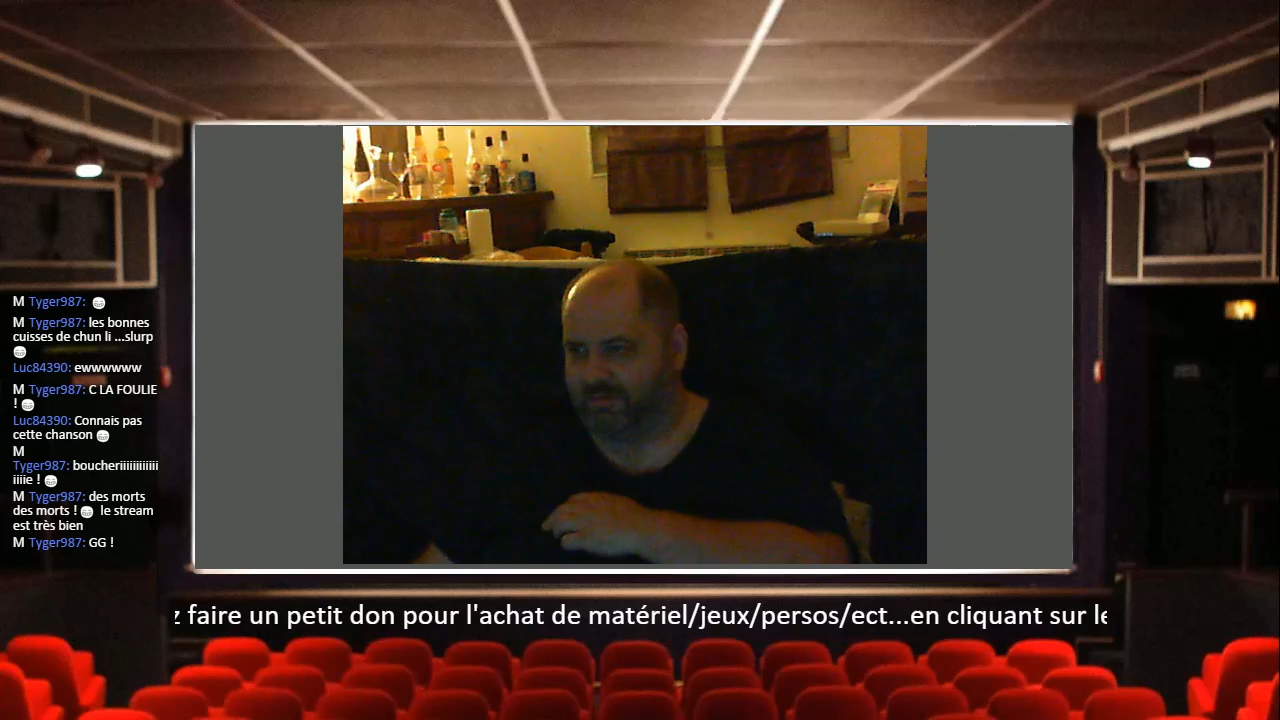 M Tyger987:
M Tyger987: les bonnes
cuisses de chun li ...slurp
Luc84390: ewwwwww
M Tyger987: C LA FOULIE
!
Luc84390: Connais pas
cette chanson
M
Tyger987: boucheriiiiiiiiiiiii
iiiie !
M Tyger987: des morts
des morts ! le stream
est très bien
M Tyger987: GG !
z faire un petit don pour l'achat de matériel/jeux/persos/ect...en cliquant sur le